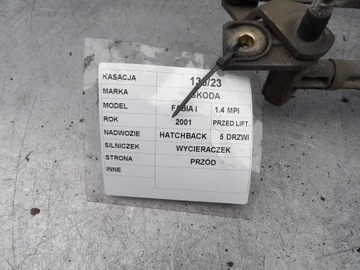 KASACJA 138/23
MARKA SKODA
MODEL FABIA I 1.4 MPI
ROK 2001 PRZED LIFT.
NADWOZIE HATCHBACK 5 DRZWI
SILNICZEK WYCIERACZEK
STRONA PRZÓD
INNE